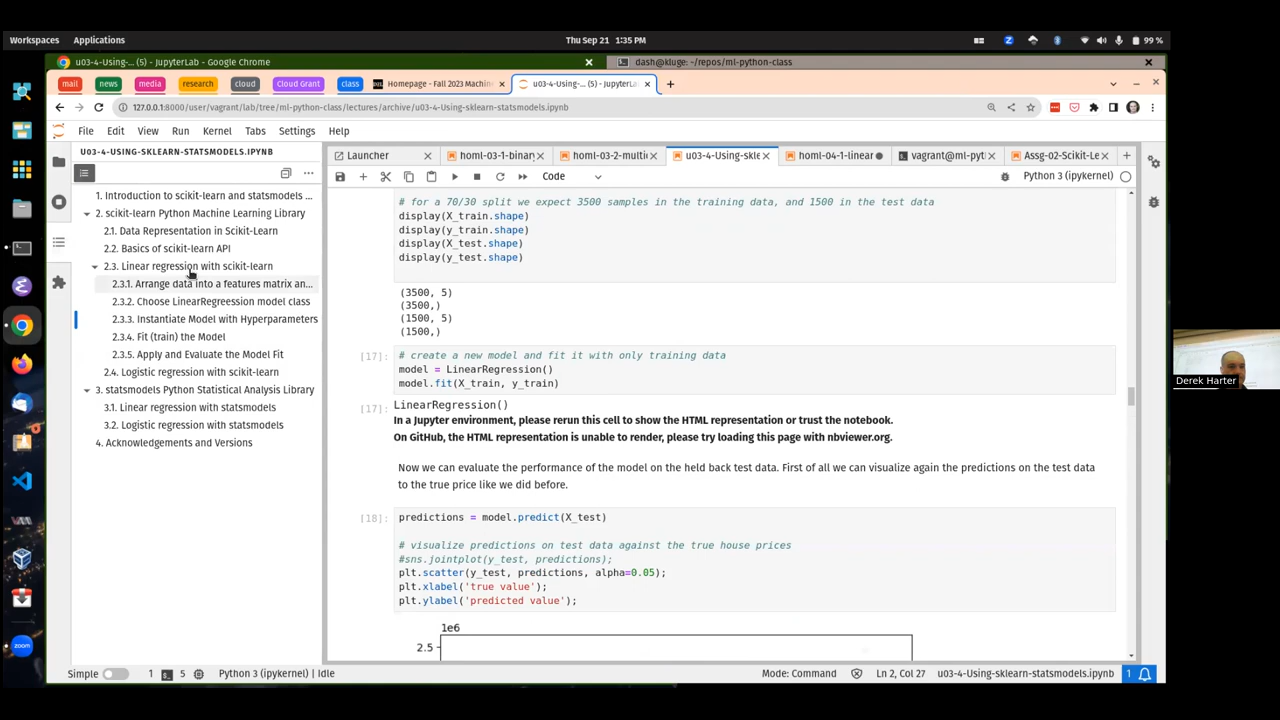 Workspaces Applications Thu Sep 21 1:35 PM 99 %
u03-4-Using-... (5) - JupyterLab - Google Chrome
dash@kluge: ~/repos/ml-python-class
mail news media research cloud Cloud Grant class Homepage - Fall 2023 Machin u03-4-Using-... (5) - JupyterLa
127.0.0.1:8000/user/vagrant/lab/tree/ml-python-class/lectures/archive/u03-4-Using-sklearn-statsmodels.ipynb
File Edit View Run Kernel Tabs Settings Help
U03-4-USING-SKLEARN-STATSMODELS.IPYNB
1. Introduction to scikit-learn and statsmodels ...
2. scikit-learn Python Machine Learning Library
2.1. Data Representation in Scikit-Learn
2.2. Basics of scikit-learn API
2.3. Linear regression with scikit-learn
2.3.1. Arrange data into a features matrix an...
2.3.2. Choose LinearRegreession model class
2.3.3. Instantiate Model with Hyperparameters
2.3.4. Fit (train) the Model
2.3.5. Apply and Evaluate the Model Fit
2.4. Logistic regression with scikit-learn
3. statsmodels Python Statistical Analysis Library
3.1. Linear regression with statsmodels
3.2. Logistic regression with statsmodels
4. Acknowledgements and Versions
Launcher homl-03-1-binary homl-03-2-multi u03-4-Using-skle homl-04-1-linear vagrant@ml-pyt Assg-02-Scikit-Le
Code Python 3 (ipykernel)
# for a 70/30 split we expect 3500 samples in the training data, and 1500 in the test data
display(X_train.shape)
display(y_train.shape)
display(X_test.shape)
display(y_test.shape)
(3500, 5)
(3500,)
(1500, 5)
(1500,)
[17]: # create a new model and fit it with only training data
model = LinearRegression()
model.fit(X_train, y_train)
[17]: LinearRegression()
In a Jupyter environment, please rerun this cell to show the HTML representation or trust the notebook.
On GitHub, the HTML representation is unable to render, please try loading this page with nbviewer.org.
Now we can evaluate the performance of the model on the held back test data. First of all we can visualize again the predictions on the test data
to the true price like we did before.
[18]: predictions = model.predict(X_test)
# visualize predictions on test data against the true house prices
#sns.jointplot(y_test, predictions);
plt.scatter(y_test, predictions, alpha=0.05);
plt.xlabel('true value');
plt.ylabel('predicted value');
1e6
2.5
Simple 1 5 Python 3 (ipykernel) | Idle Mode: Command Ln 2, Col 27 u03-4-Using-sklearn-statsmodels.ipynb 1
zoom
Derek Harter